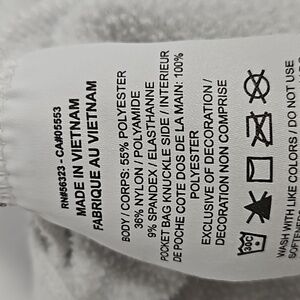 RN#56323 - CA#05553
MADE IN VIETNAM
FABRIQUE AU VIETNAM
BODY / CORPS: 55% POLYESTER
36% NYLON / POLYAMIDE
9% SPANDEX / ELASTHANNE
POCKET BAG KNUCKLE SIDE / INTERIEUR
DE POCHE COTE DOS DE LA MAIN: 100%
POLYESTER
EXCLUSIVE OF DECORATION /
DECORATION NON COMPRISE
30C
WASH WITH LIKE COLORS / DO NOT USE